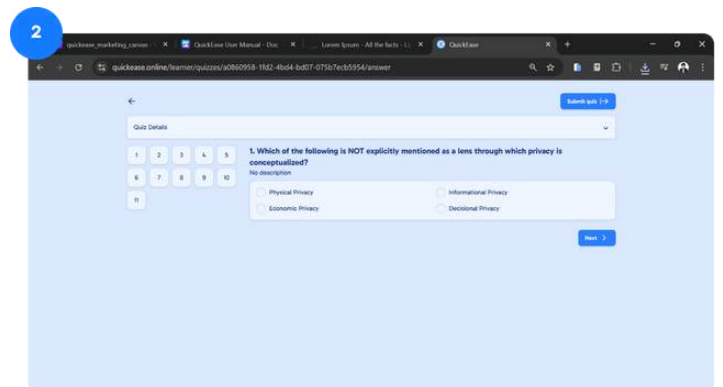 2
quickease_marketing_canvas
QuickEase User Manual - Doc
Lorem Ipsum - All the facts - Li
QuickEase
quickease.online/learner/quizzes/a0860958-1fd2-4bd4-bd07-075b7ecb5954/answer
Submit quiz
Quiz Details
1 2 3 4 5
6 7 8 9 10
11
1. Which of the following is NOT explicitly mentioned as a lens through which privacy is
conceptualized?
No description
Physical Privacy
Informational Privacy
Economic Privacy
Decisional Privacy
Next